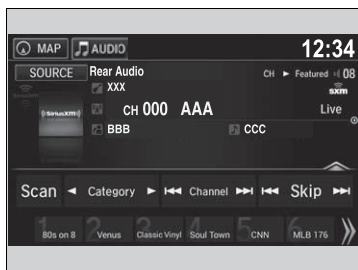 MAP AUDIO 12:34
SOURCE Rear Audio CH ► Featured 08
XXX sxm
((SiriusXM)) CH 000 AAA Live
BBB CCC
Scan ◄ Category ► |◄◄ Channel ►►| |◄◄ Skip ►►|
1 80s on 8 2 Venus 3 Classic Vinyl 4 Soul Town 5 CNN 6 MLB 176